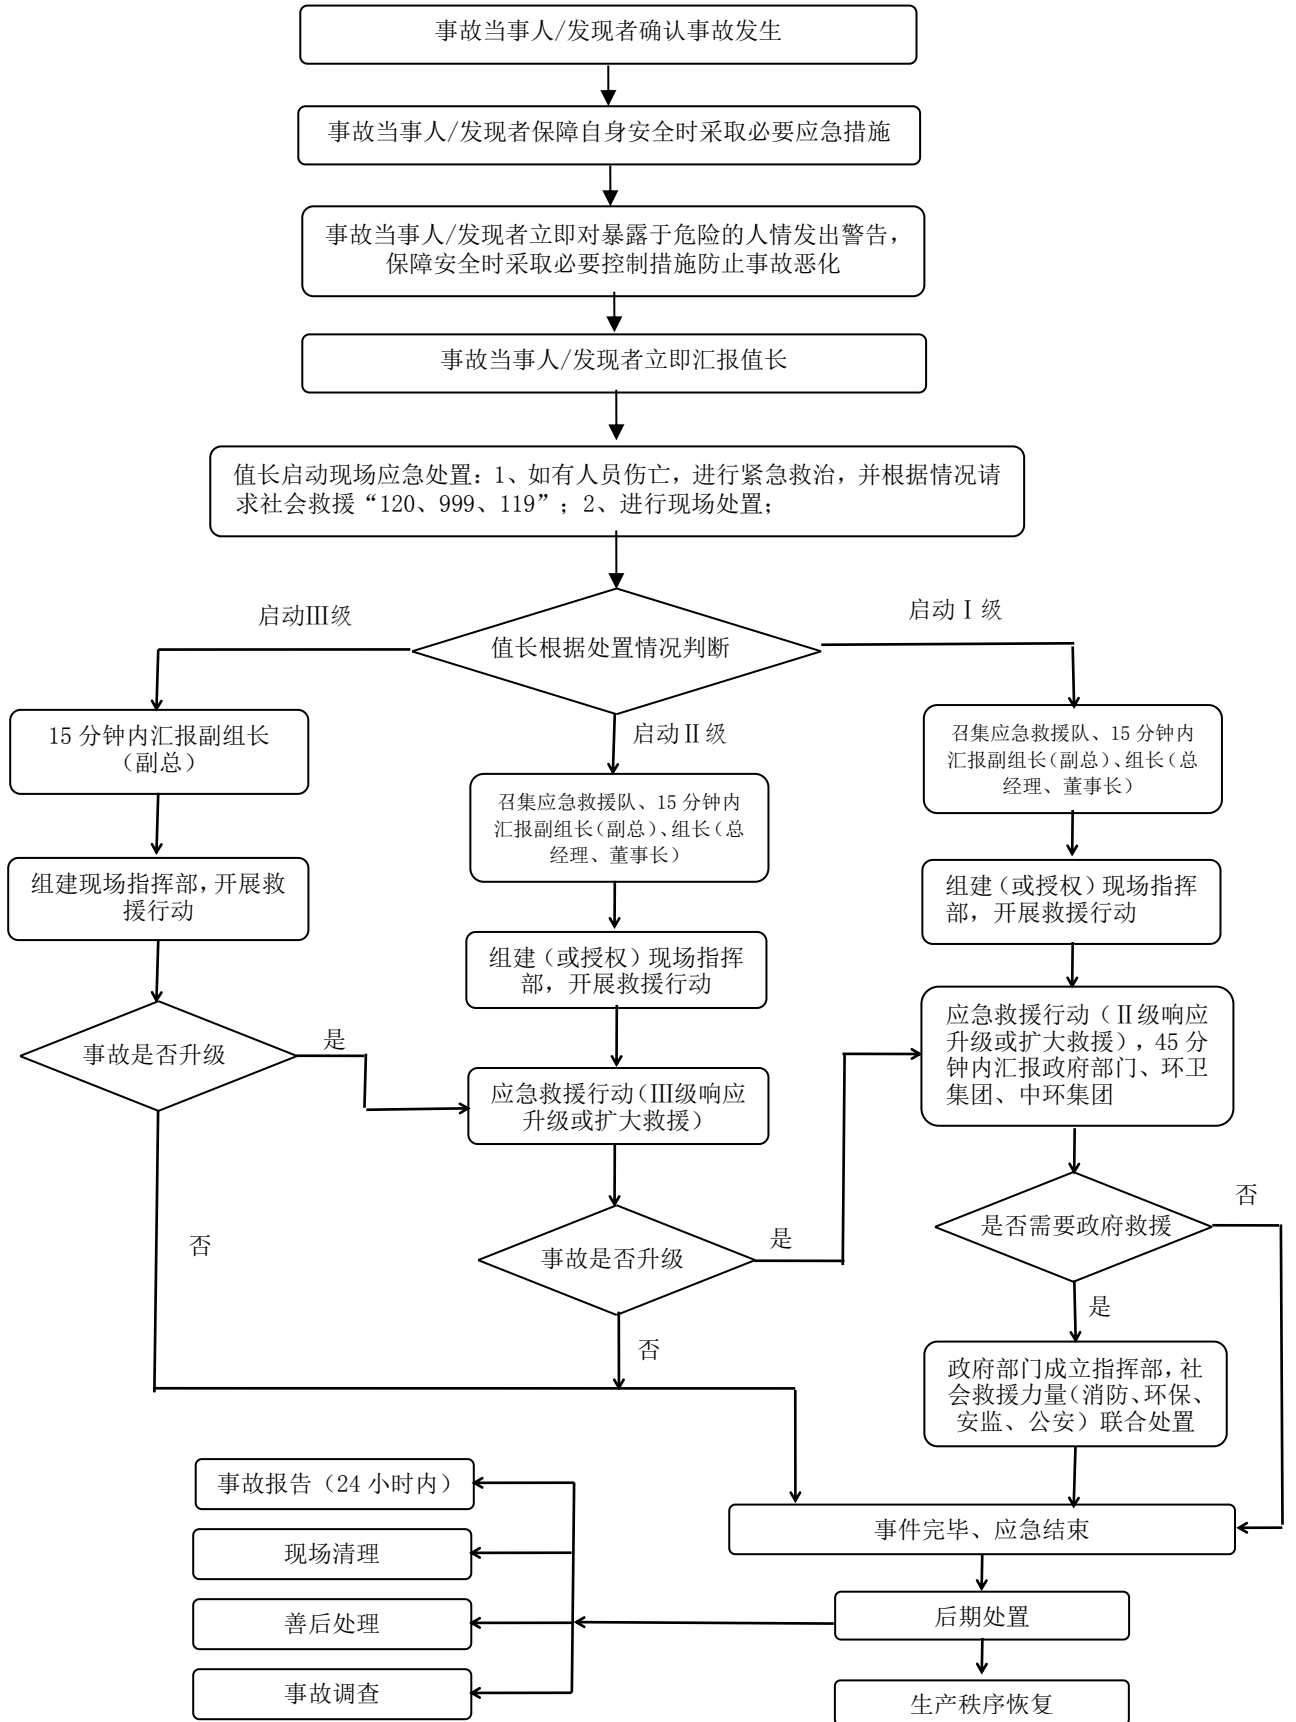 事故当事人/发现者确认事故发生
事故当事人/发现者保障自身安全时采取必要应急措施
事故当事人/发现者立即对暴露于危险的人情发出警告，
保障安全时采取必要控制措施防止事故恶化
事故当事人/发现者立即汇报值长
值长启动现场应急处置：1、如有人员伤亡，进行紧急救治，并根据情况请
求社会救援“120、999、119”；2、进行现场处置；
启动Ⅲ级
启动Ⅰ级
值长根据处置情况判断
启动Ⅱ级
15 分钟内汇报副组长
（副总）
组建现场指挥部，开展救
援行动
事故是否升级
是
否
召集应急救援队、15 分钟内
汇报副组长（副总）、组长（总
经理、董事长）
组建（或授权）现场指挥
部，开展救援行动
应急救援行动（Ⅲ级响应
升级或扩大救援）
事故是否升级
是
否
召集应急救援队、15 分钟内
汇报副组长（副总）、组长（总
经理、董事长）
组建（或授权）现场指挥
部，开展救援行动
应急救援行动（Ⅱ级响应
升级或扩大救援），45 分
钟内汇报政府部门、环卫
集团、中环集团
是否需要政府救援
否
是
政府部门成立指挥部，社
会救援力量（消防、环保、
安监、公安）联合处置
事件完毕、应急结束
后期处置
生产秩序恢复
事故报告（24 小时内）
现场清理
善后处理
事故调查